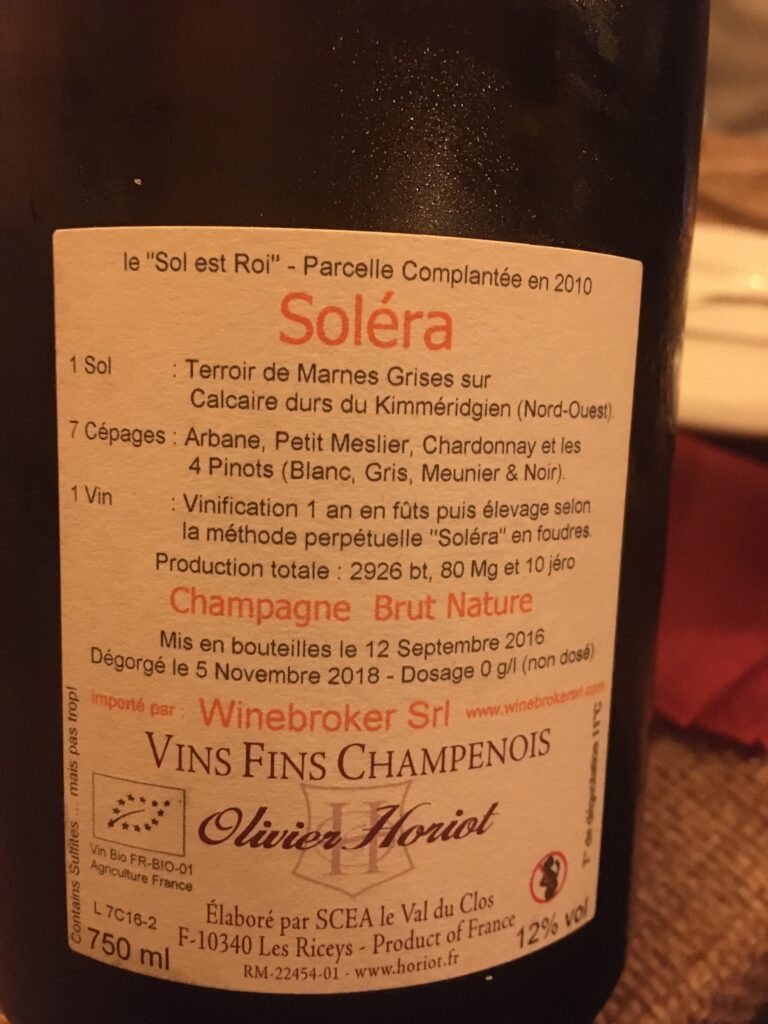 le "Sol est Roi" - Parcelle Complantée en 2010
Soléra
1 Sol : Terroir de Marnes Grises sur
Calcaire durs du Kimméridgien (Nord-Ouest).
7 Cépages : Arbane, Petit Meslier, Chardonnay et les
4 Pinots (Blanc, Gris, Meunier & Noir).
1 Vin : Vinification 1 an en fûts puis élevage selon
la méthode perpétuelle "Soléra" en foudres.
Production totale : 2926 bt, 80 Mg et 10 jéro
Champagne Brut Nature
Mis en bouteilles le 12 Septembre 2016
Dégorgé le 5 Novembre 2018 - Dosage 0 g/l (non dosé)
importé par : Winebroker Srl www.winebrokersrl.com
VINS FINS CHAMPENOIS
H
Olivier Horiot
Vin Bio FR-BIO-01
Agriculture France
L 7C16-2
750 ml
Élaboré par SCEA le Val du Clos
F-10340 Les Riceys - Product of France
RM-22454-01 - www.horiot.fr
12% vol
Contains Sulfites ... mais pas trop!
T° de dégustation 11°C